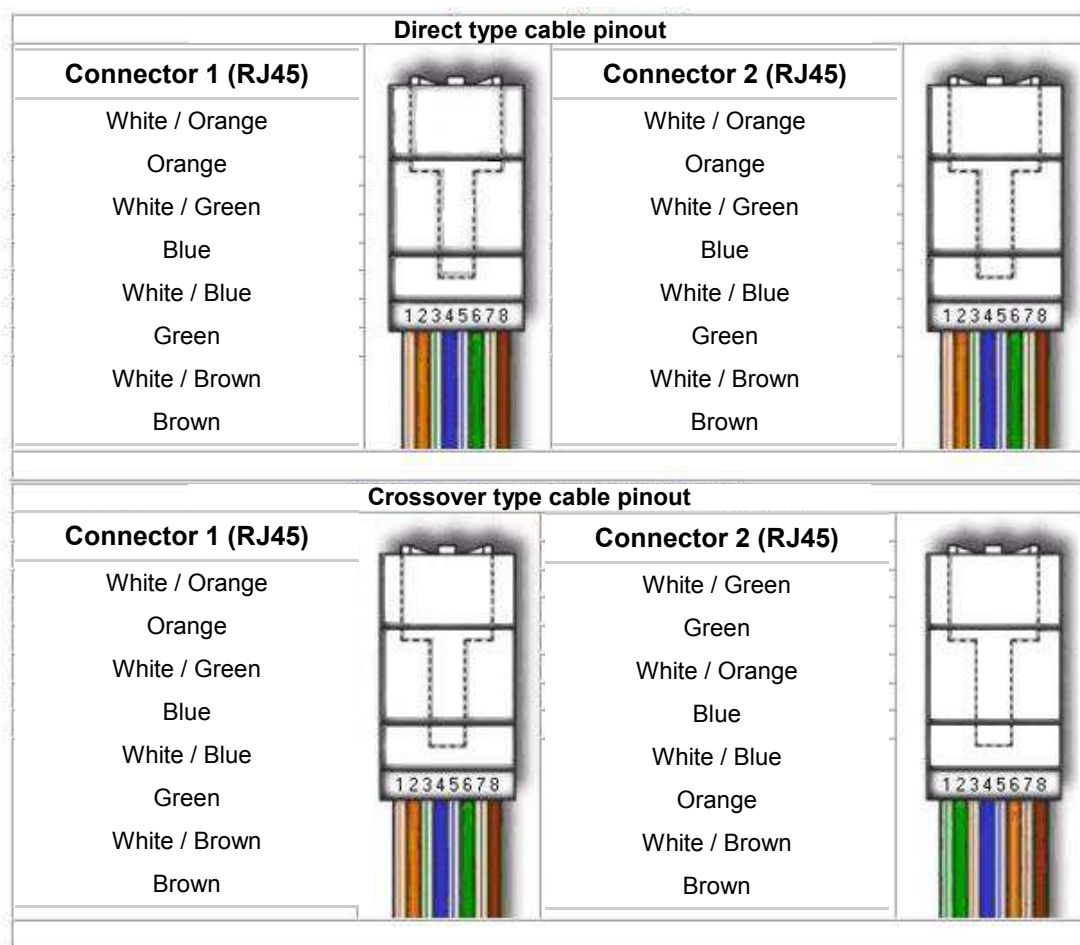 Direct type cable pinout
Connector 1 (RJ45)
White / Orange
Orange
White / Green
Blue
White / Blue
Green
White / Brown
Brown
12345678
Connector 2 (RJ45)
White / Orange
Orange
White / Green
Blue
White / Blue
Green
White / Brown
Brown
12345678
Crossover type cable pinout
Connector 1 (RJ45)
White / Orange
Orange
White / Green
Blue
White / Blue
Green
White / Brown
Brown
12345678
Connector 2 (RJ45)
White / Green
Green
White / Orange
Blue
White / Blue
Orange
White / Brown
Brown
12345678